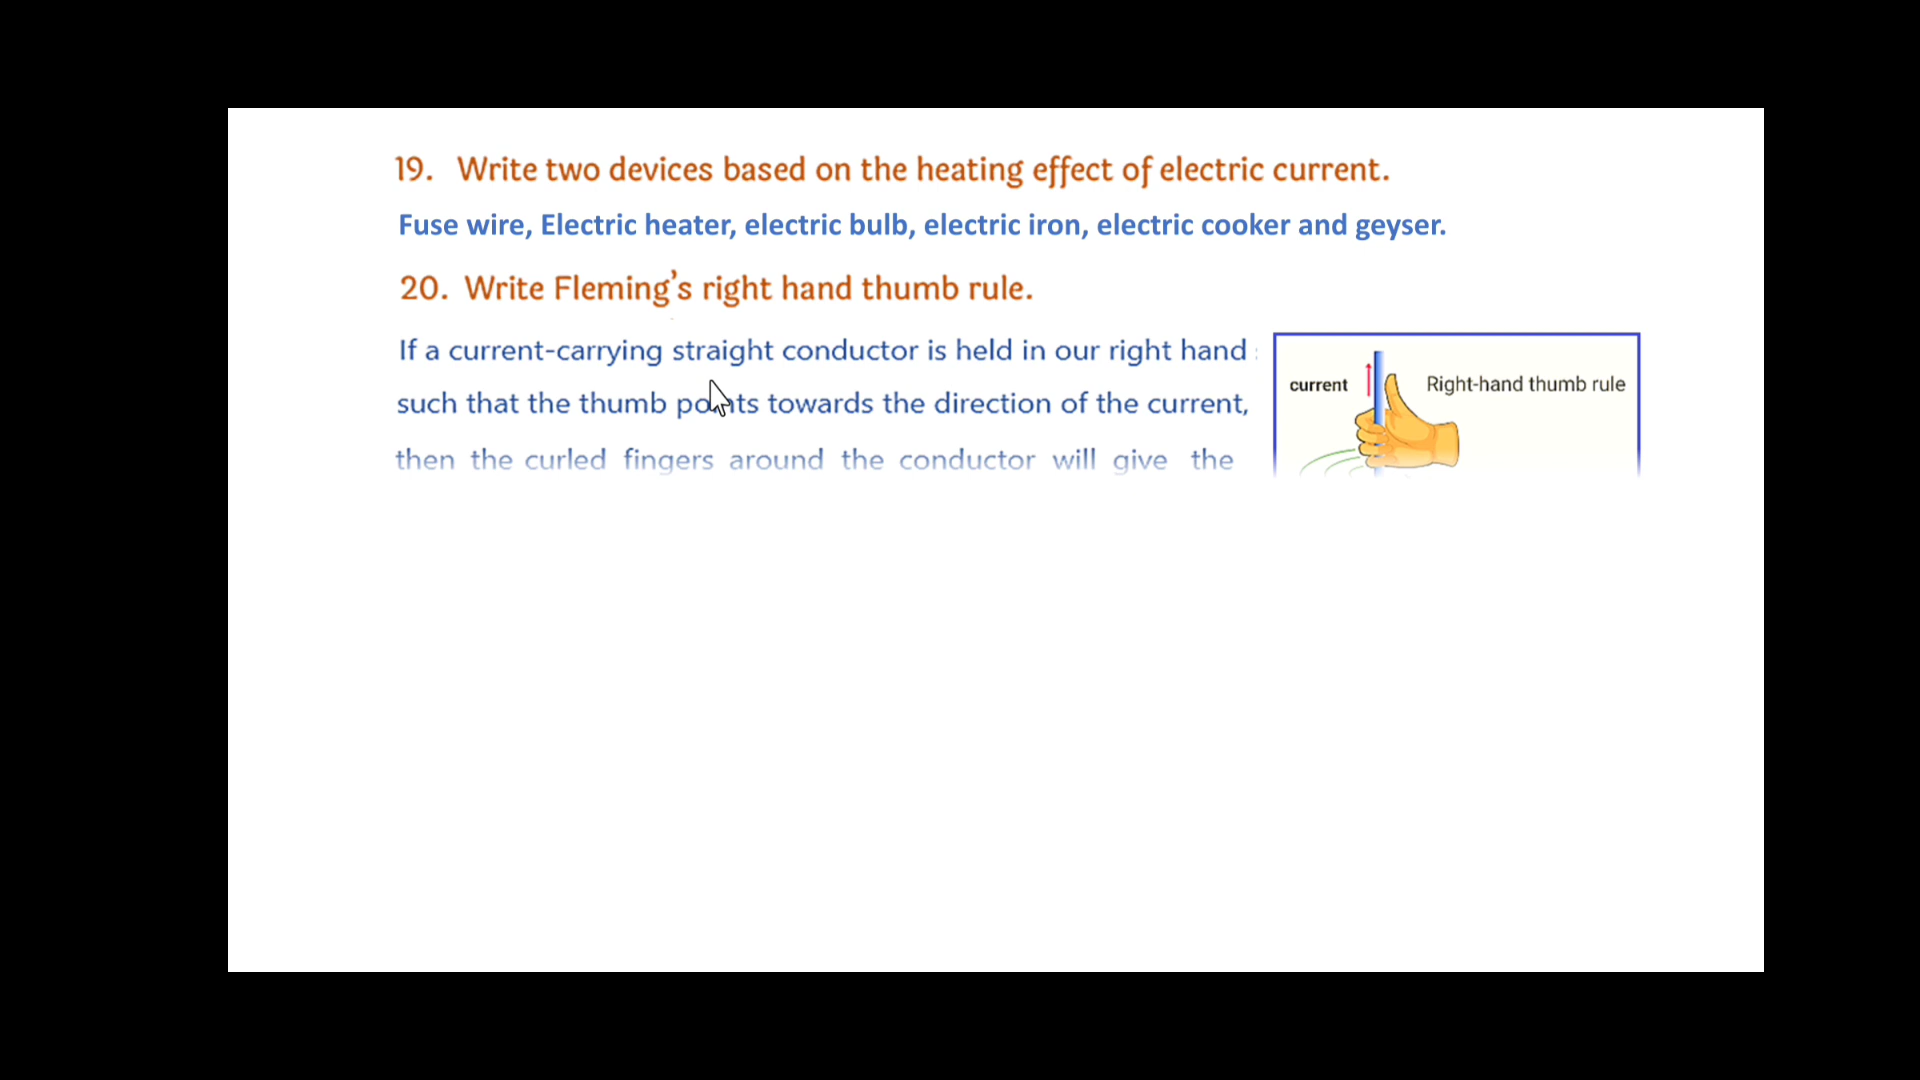 19. Write two devices based on the heating effect of electric current.
Fuse wire, Electric heater, electric bulb, electric iron, electric cooker and geyser.
20. Write Fleming's right hand thumb rule.
If a current-carrying straight conductor is held in our right hand
such that the thumb points towards the direction of the current,
then the curled fingers around the conductor will give the
current
Right-hand thumb rule